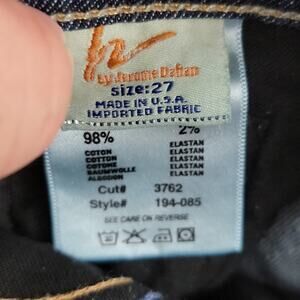 by Jerome Dahan
size:27
MADE IN U.S.A.
IMPORTED FABRIC
98% 2%
COTON ELASTAN
COTTON ELASTAN
COTONE ELASTAN
BAUMWOLLE ELASTAN
ALGODON ELASTAN
Cut# 3762
Style# 194-085
SEE CARE ON REVERSE